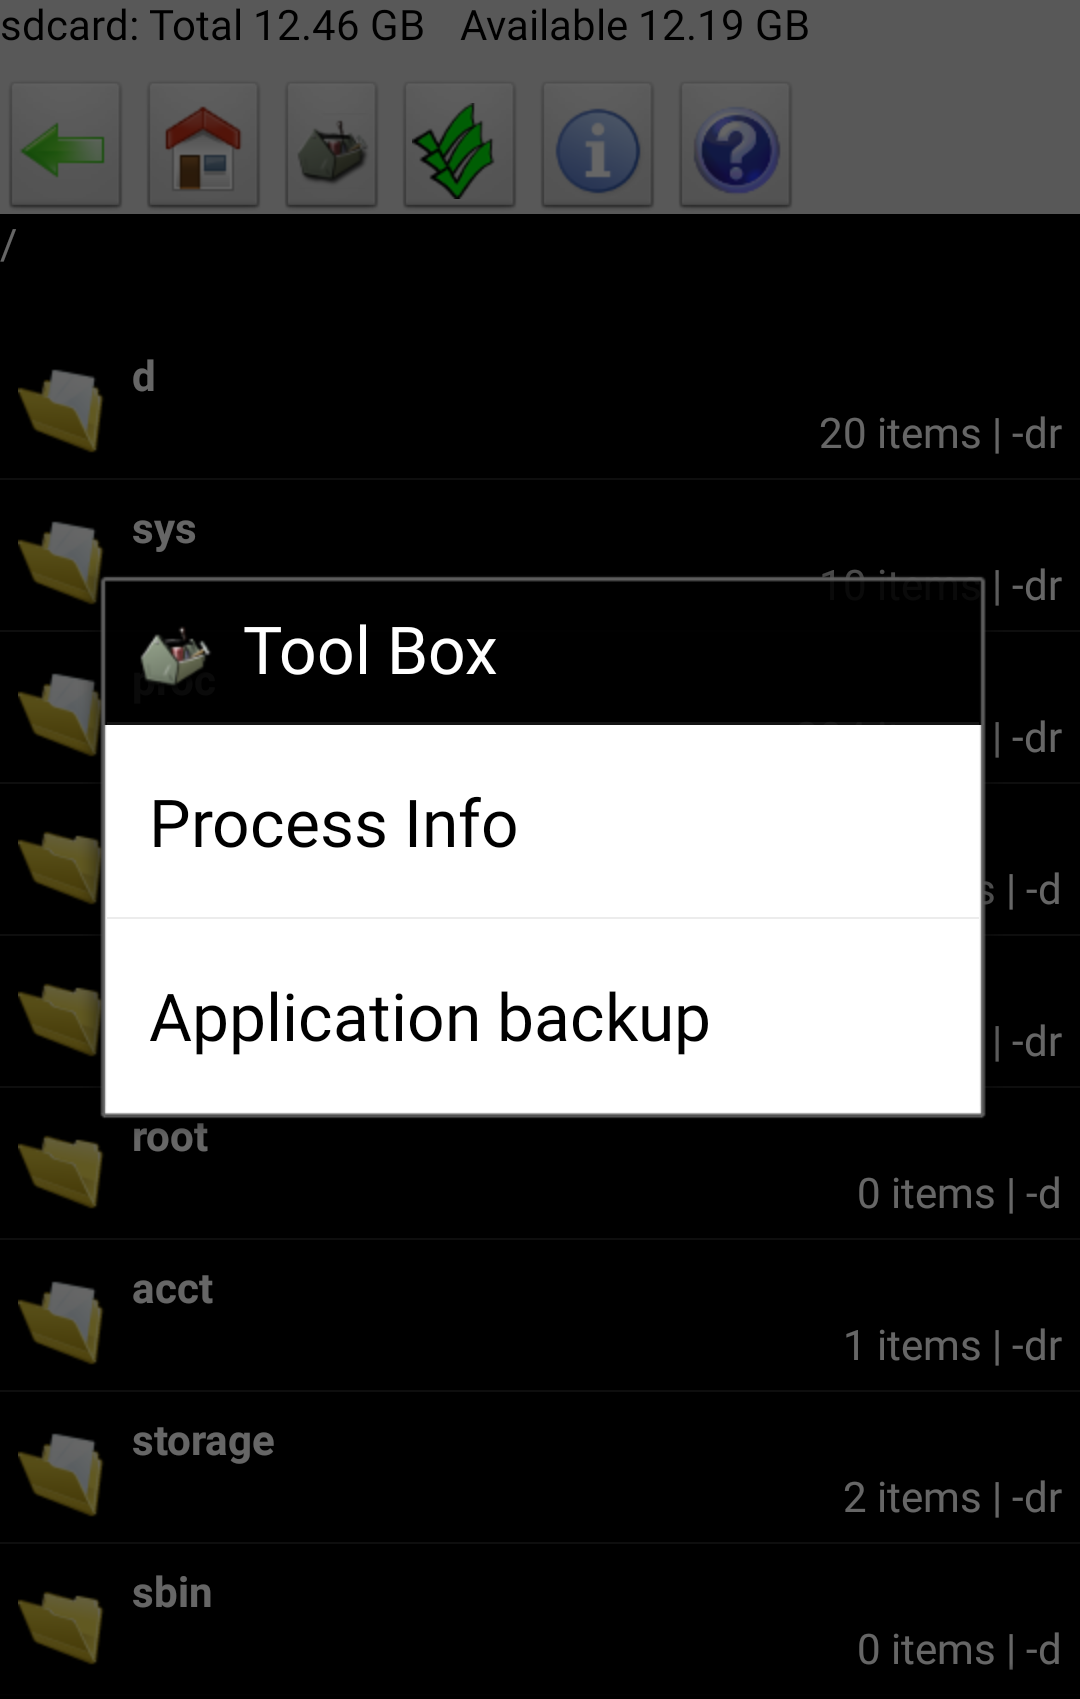 sdcard: Total 12.46 GB   Available 12.19 GB
/
d
20 items | -dr
sys
10 items | -dr
Tool Box
proc
| -dr
Process Info
s | -d
Application backup
| -dr
root
0 items | -d
acct
1 items | -dr
storage
2 items | -dr
sbin
0 items | -d